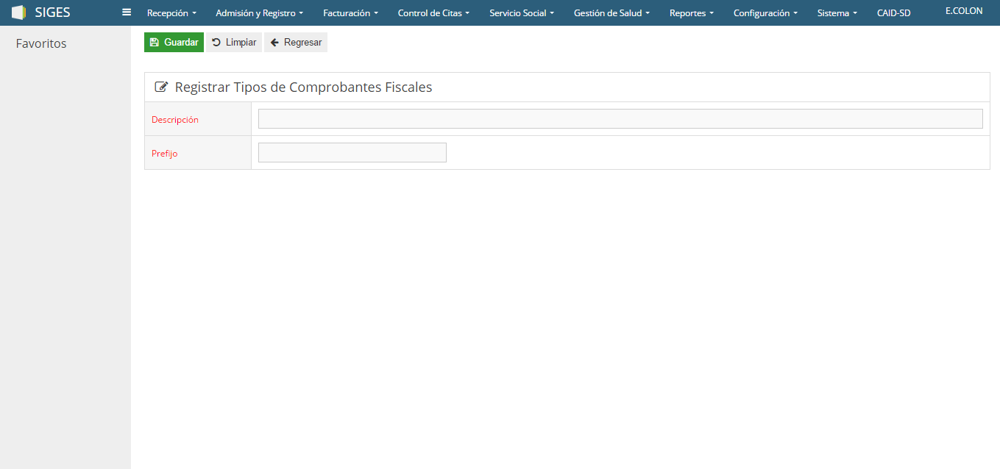 SIGES Recepción Admisión y Registro Facturación Control de Citas Servicio Social Gestión de Salud Reportes Configuración Sistema CAID-SD E.COLON
Favoritos
Guardar Limpiar Regresar
Registrar Tipos de Comprobantes Fiscales
Descripción
Prefijo